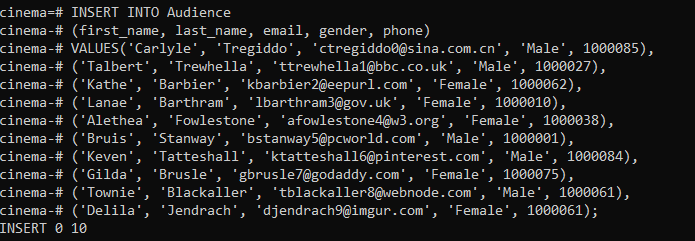 cinema=# INSERT INTO Audience
cinema-# (first_name, last_name, email, gender, phone)
cinema-# VALUES('Carlyle', 'Tregiddo', 'ctregiddo0@sina.com.cn', 'Male', 1000085),
cinema-# ('Talbert', 'Trewhella', 'ttrewhella1@bbc.co.uk', 'Male', 1000027),
cinema-# ('Kathe', 'Barbier', 'kbarbier2@eepurl.com', 'Female', 1000062),
cinema-# ('Lanae', 'Barthram', 'lbarthram3@gov.uk', 'Female', 1000010),
cinema-# ('Alethea', 'Fowlestone', 'afowlestone4@w3.org', 'Female', 1000038),
cinema-# ('Bruis', 'Stanway', 'bstanway5@pcworld.com', 'Male', 1000001),
cinema-# ('Keven', 'Tatteshall', 'ktatteshall6@pinterest.com', 'Male', 1000084),
cinema-# ('Gilda', 'Brusle', 'gbrusle7@godaddy.com', 'Female', 1000075),
cinema-# ('Townie', 'Blackaller', 'tblackaller8@webnode.com', 'Male', 1000061),
cinema-# ('Delila', 'Jendrach', 'djendrach9@imgur.com', 'Female', 1000061);
INSERT 0 10